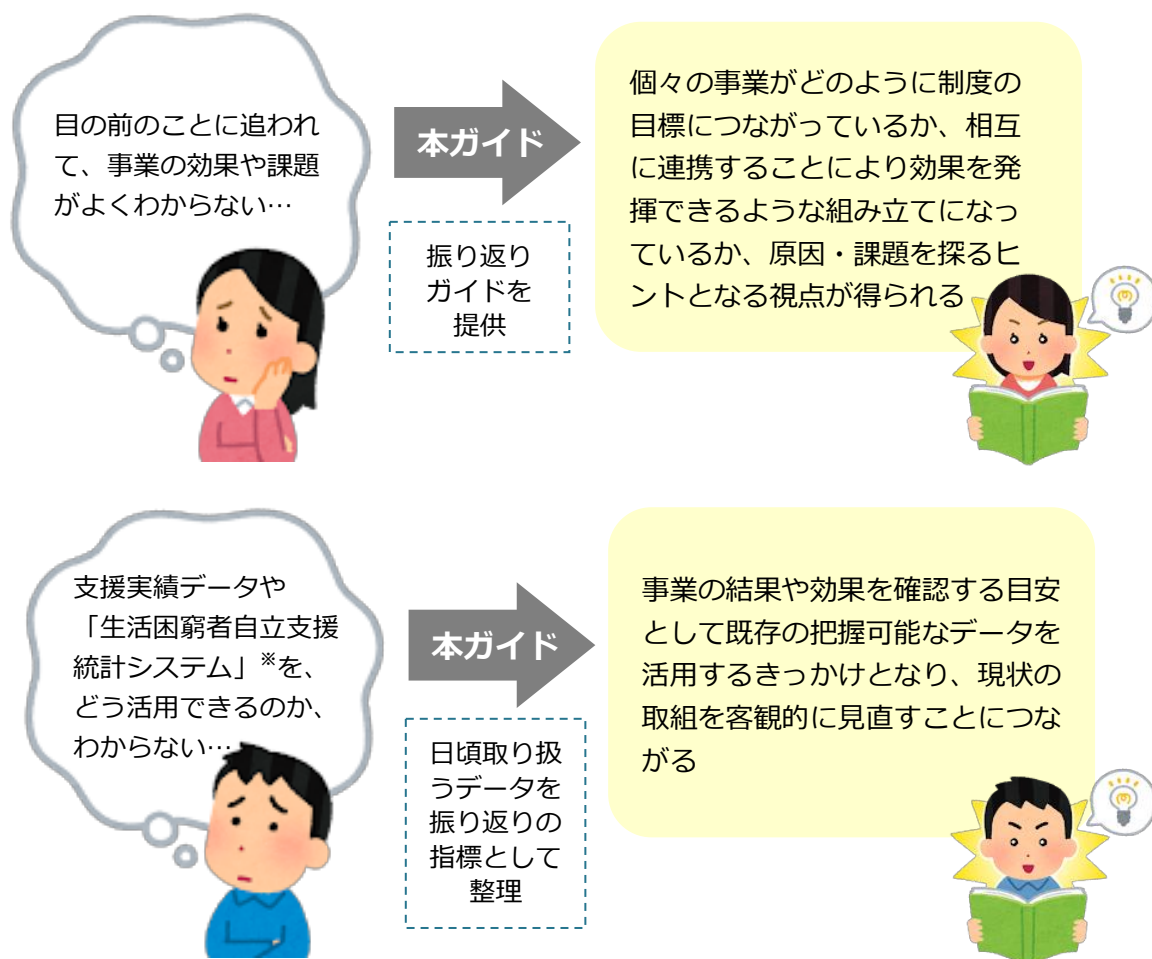 目の前のことに追われ
て、事業の効果や課題
がよくわからない…
本ガイド
振り返り
ガイドを
提供
個々の事業がどのように制度の
目標につながっているか、相互
に連携することにより効果を発
揮できるような組み立てになっ
ているか、原因・課題を探るヒ
ントとなる視点が得られる
支援実績データや
「生活困窮者自立支援
統計システム」※を、
どう活用できるのか、
わからない…
本ガイド
日頃取り扱
うデータを
振り返りの
指標として
整理
事業の結果や効果を確認する目安
として既存の把握可能なデータを
活用するきっかけとなり、現状の
取組を客観的に見直すことにつな
がる